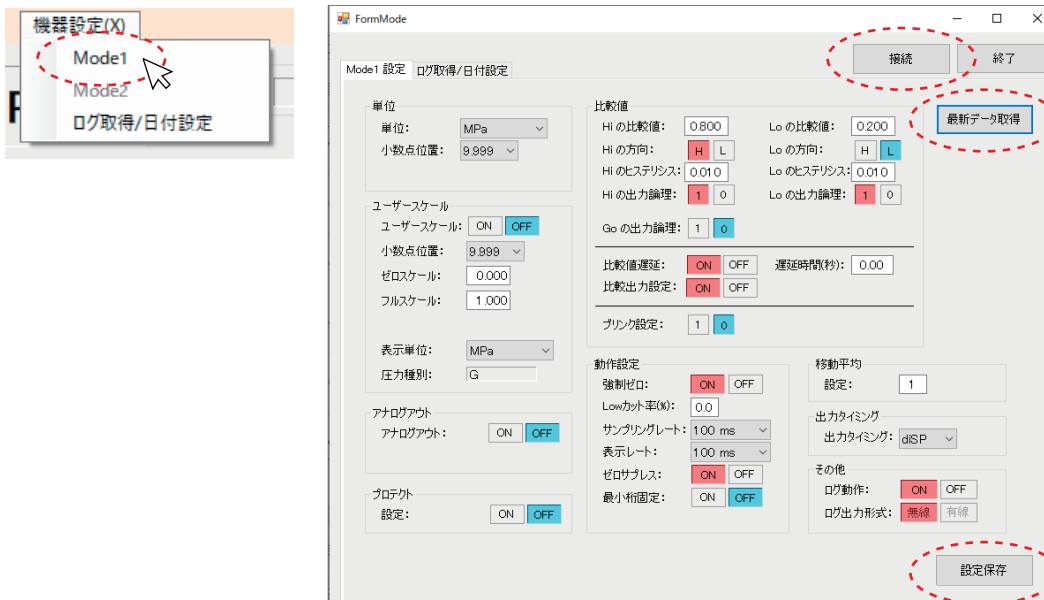 機器設定(X)
Mode1
Mode2
ログ取得/日付設定
FormMode
接続 終了
Mode1 設定 ログ取得/日付設定
最新データ取得
単位
単位: MPa
小数点位置: 9.999
ユーザースケール
ユーザースケール: ON OFF
小数点位置: 9.999
ゼロスケール: 0.000
フルスケール: 1.000
表示単位: MPa
圧力種別: G
アナログアウト
アナログアウト: ON OFF
プロテクト
設定: ON OFF
比較値
Hi の比較値: 0.800 Lo の比較値: 0.200
Hi の方向: H L Lo の方向: H L
Hi のヒステリシス: 0.010 Lo のヒステリシス: 0.010
Hi の出力論理: 1 0 Lo の出力論理: 1 0
Go の出力論理: 1 0
比較値遅延: ON OFF 遅延時間(秒): 0.00
比較出力設定: ON OFF
ブリンク設定: 1 0
動作設定
強制ゼロ: ON OFF
Lowカット率(%): 0.0
サンプリングレート: 100 ms
表示レート: 100 ms
ゼロサプレス: ON OFF
最小桁固定: ON OFF
移動平均
設定: 1
出力タイミング
出力タイミング: dISP
その他
ログ動作: ON OFF
ログ出力形式: 無線 有線
設定保存